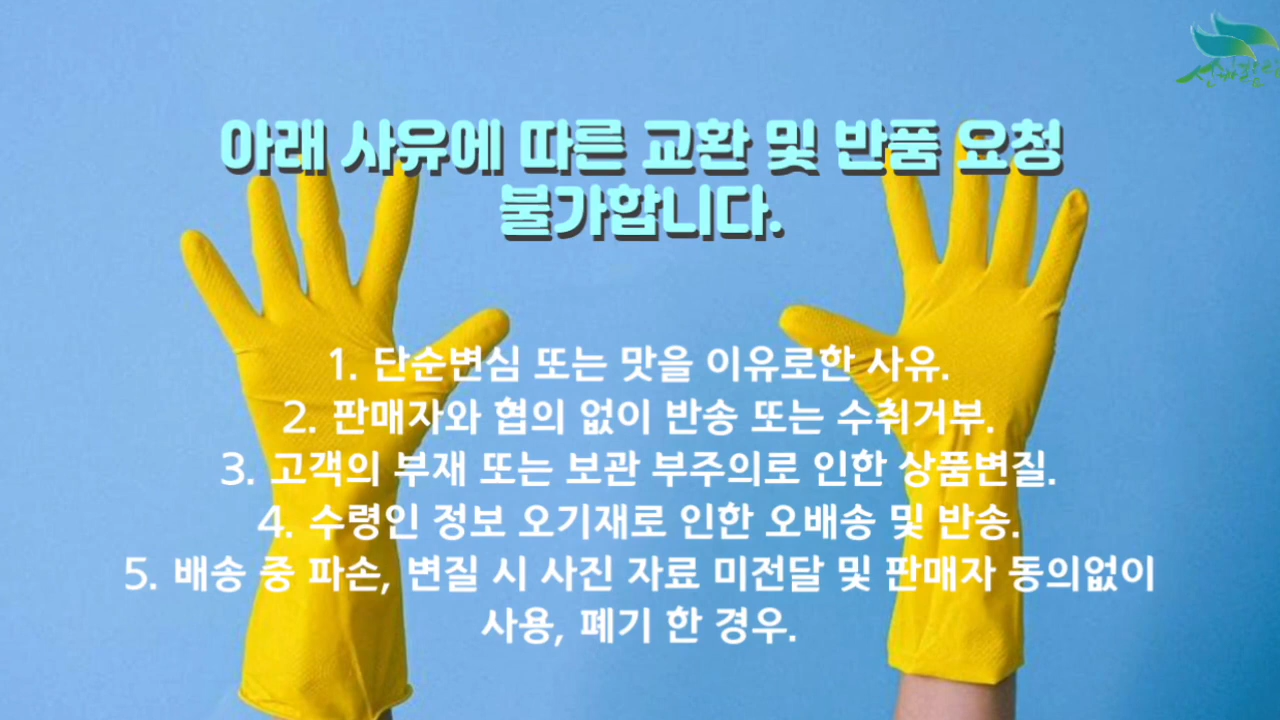 아래 사유에 따른 교환 및 반품 요청
불가합니다.
1. 단순변심 또는 맛을 이유로한 사유.
2. 판매자와 협의 없이 반송 또는 수취거부.
3. 고객의 부재 또는 보관 부주의로 인한 상품변질.
4. 수령인 정보 오기재로 인한 오배송 및 반송.
5. 배송 중 파손, 변질 시 사진 자료 미전달 및 판매자 동의없이
사용, 폐기 한 경우.